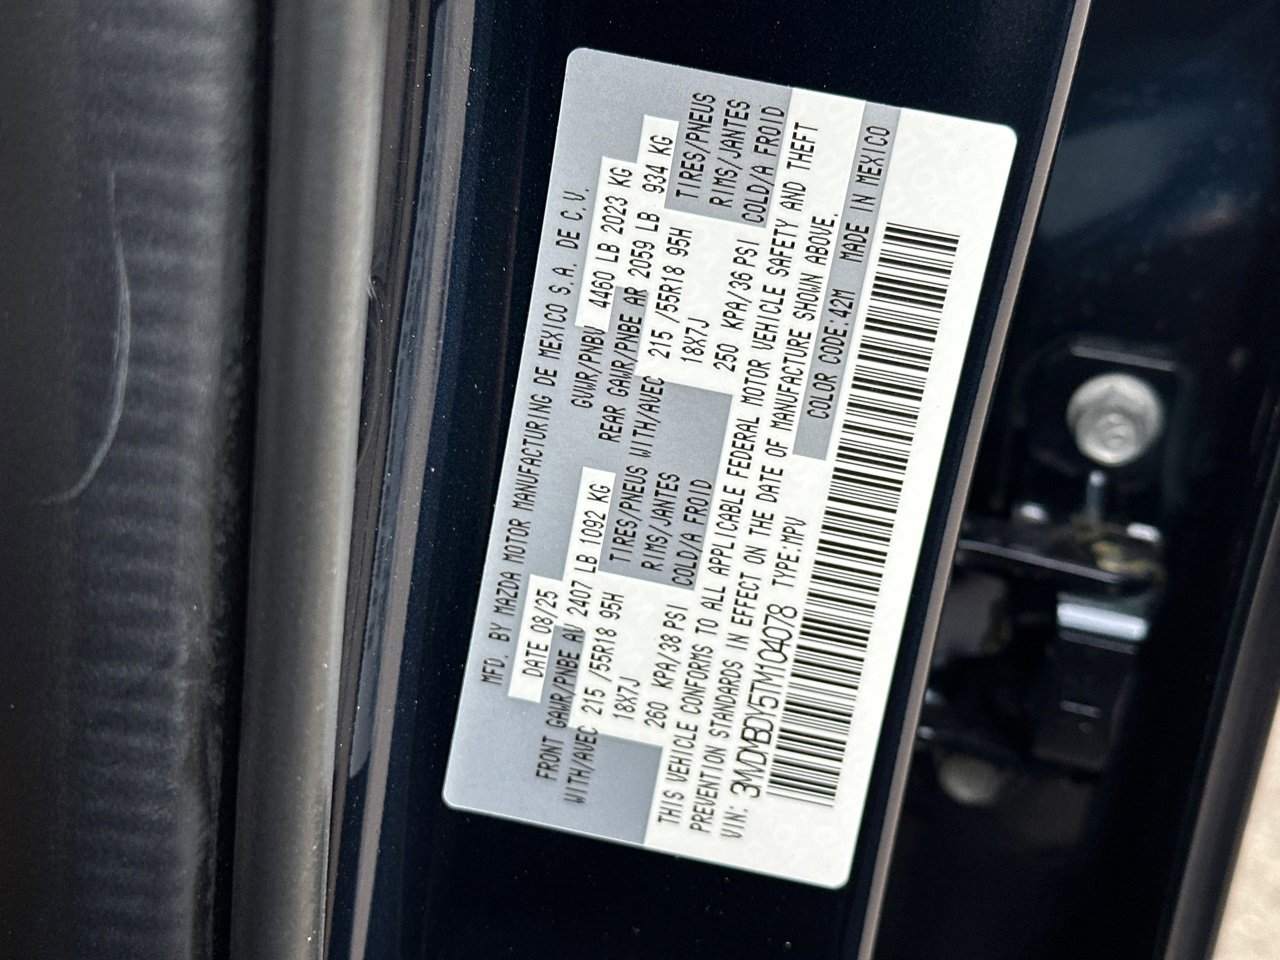 MFD. BY MAZDA MOTOR MANUFACTURING DE MEXICO S.A. DE C.V.
DATE 08/25 GVWR/PNBV 4460 LB 2023 KG
FRONT GAWR/PNBE AV 2407 LB 1092 KG REAR GAWR/PNBE AR 2059 LB 934 KG
WITH/AVEC 215 /55R18 95H TIRES/PNEUS WITH/AVEC 215 /55R18 95H TIRES/PNEUS
18X7J RIMS/JANTES 18X7J RIMS/JANTES
260 KPA/38 PSI COLD/A FROID 250 KPA/36 PSI COLD/A FROID
THIS VEHICLE CONFORMS TO ALL APPLICABLE FEDERAL MOTOR VEHICLE SAFETY AND THEFT
PREVENTION STANDARDS IN EFFECT ON THE DATE OF MANUFACTURE SHOWN ABOVE.
VIN: 3MVDMBDY5TM104078 TYPE:MPV COLOR CODE:42M MADE IN MEXICO